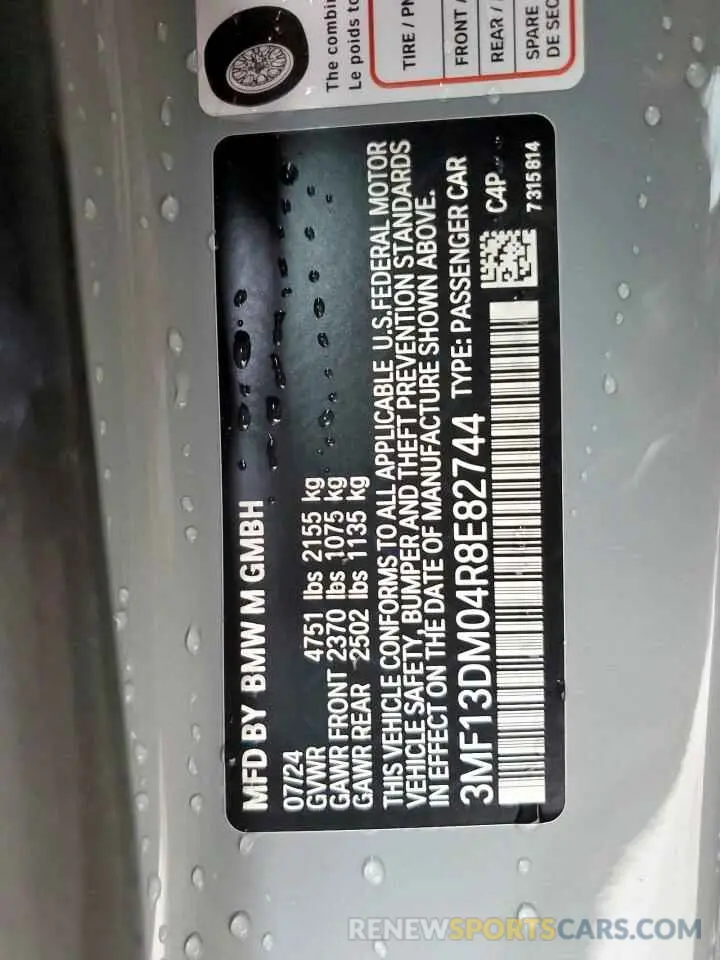 The combi
Le poids to
TIRE / PN
FRONT /
REAR /
SPARE
DE SEC
MFD BY BMW M GMBH
07/24
GVWR 4751 lbs 2155 kg
GAWR FRONT 2370 lbs 1075 kg
GAWR REAR 2502 lbs 1135 kg
THIS VEHICLE CONFORMS TO ALL APPLICABLE U.S.FEDERAL MOTOR
VEHICLE SAFETY, BUMPER AND THEFT PREVENTION STANDARDS
IN EFFECT ON THE DATE OF MANUFACTURE SHOWN ABOVE.
3MF13DM04R8E82744 TYPE: PASSENGER CAR
C4P
7315814
RENEWSPORTSCARS.COM